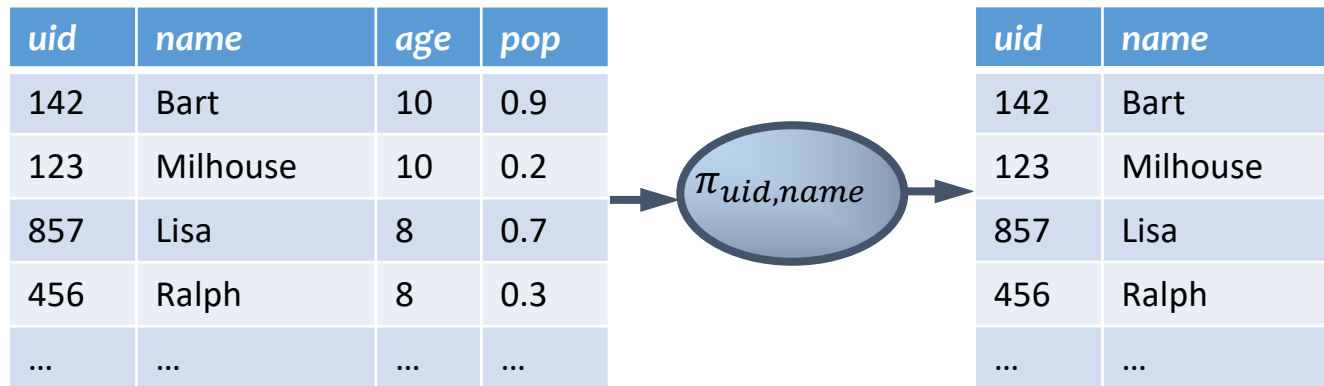 uid name age pop
142 Bart 10 0.9
123 Milhouse 10 0.2
857 Lisa 8 0.7
456 Ralph 8 0.3
... ... ... ...
πuid,name
uid name
142 Bart
123 Milhouse
857 Lisa
456 Ralph
... ...